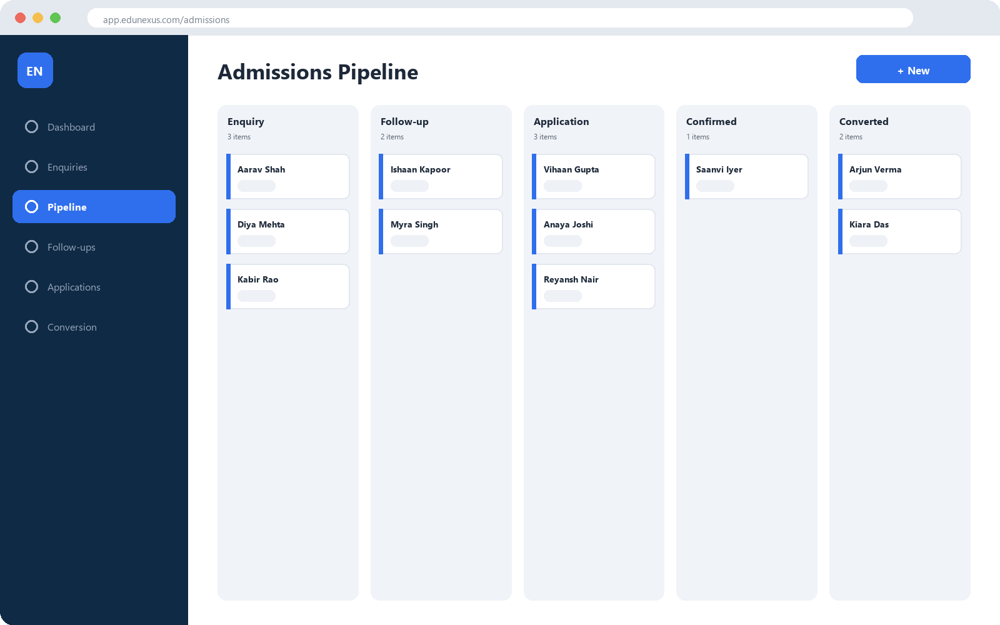 app.edunexus.com/admissions
EN
Dashboard
Enquiries
Pipeline
Follow-ups
Applications
Conversion
Admissions Pipeline
+ New
Enquiry
3 items
Aarav Shah
Diya Mehta
Kabir Rao
Follow-up
2 items
Ishaan Kapoor
Myra Singh
Application
3 items
Vihaan Gupta
Anaya Joshi
Reyansh Nair
Confirmed
1 items
Saanvi Iyer
Converted
2 items
Arjun Verma
Kiara Das